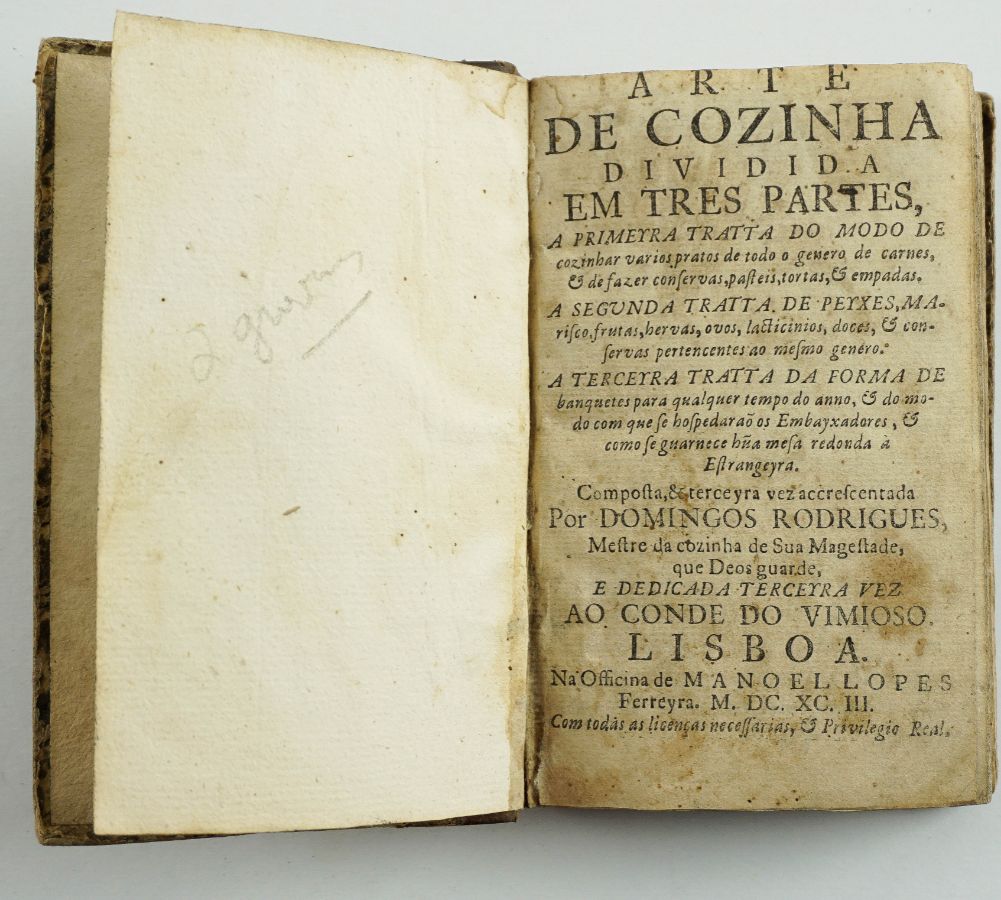 ARTE
DE COZINHA
DIVIDIDA
EM TRES PARTES,
A PRIMEYRA TRATTA DO MODO DE
cozinhar varios pratos de todo o genero de carnes,
& de fazer conſervas, paſteis, tortas, & empadas.
A SEGVNDA TRATTA DE PEYXES, MA-
riſco, frutas, hervas, ovos, lacticinios, doces, & con-
ſervas pertencentes ao meſmo genero.
A TERCEYRA TRATTA DA FORMA DE
banquetes para qualquer tempo do anno, & do mo-
do com que ſe hoſpedaraõ os Embayxadores, &
como ſe guarnece hũa meſa redonda à
Eſtrangeyra.
Compoſta, & terceyra vez accreſcentada
Por DOMINGOS RODRIGUES,
Meſtre da cozinha de Sua Mageſtade,
que Deos guarde,
E DEDICADA TERCEYRA VEZ
AO CONDE DO VIMIOSO.
LISBOA.
Na Officina de MANOEL LOPES
Ferreyra. M. DC. XC. III.
Com todas as licenças neceſſarias, & Privilegio Real.